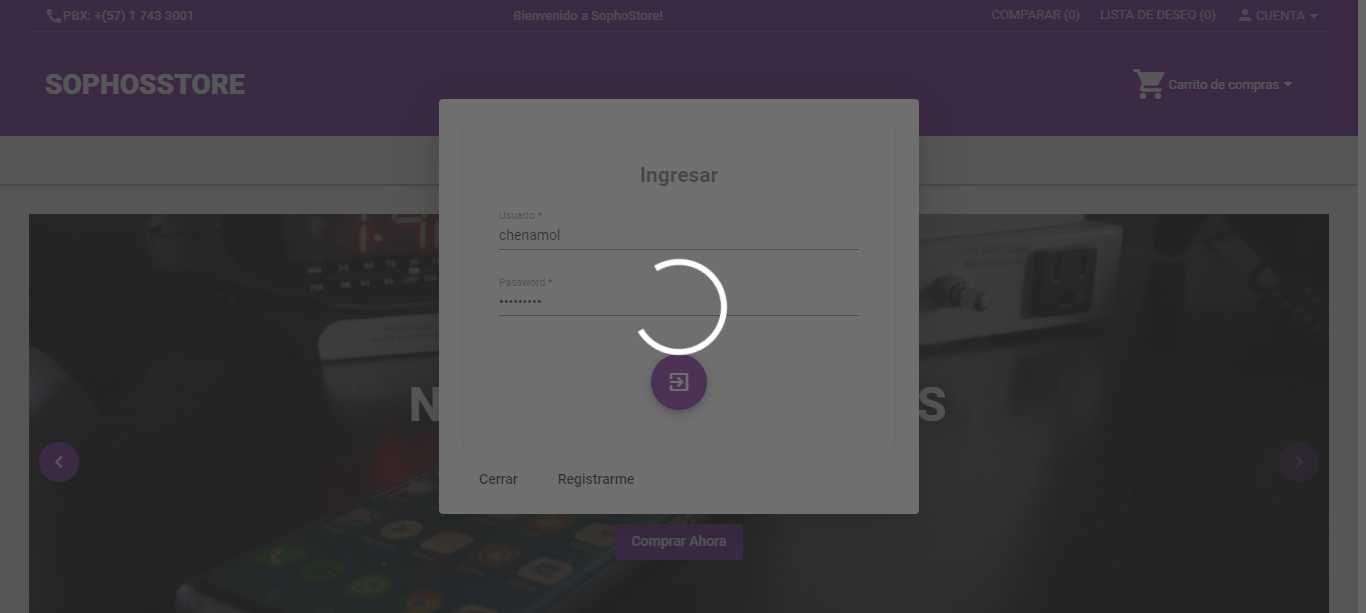 PBX: +(57) 1 743 3001
Bienvenido a SophoStore!
COMPARAR (0)
LISTA DE DESEO (0)
CUENTA
SOPHOSSTORE
Carrito de compras
Ingresar
Usuario *
chenamol
Password *
•••••••••
N
S
Cerrar
Registrarme
Comprar Ahora